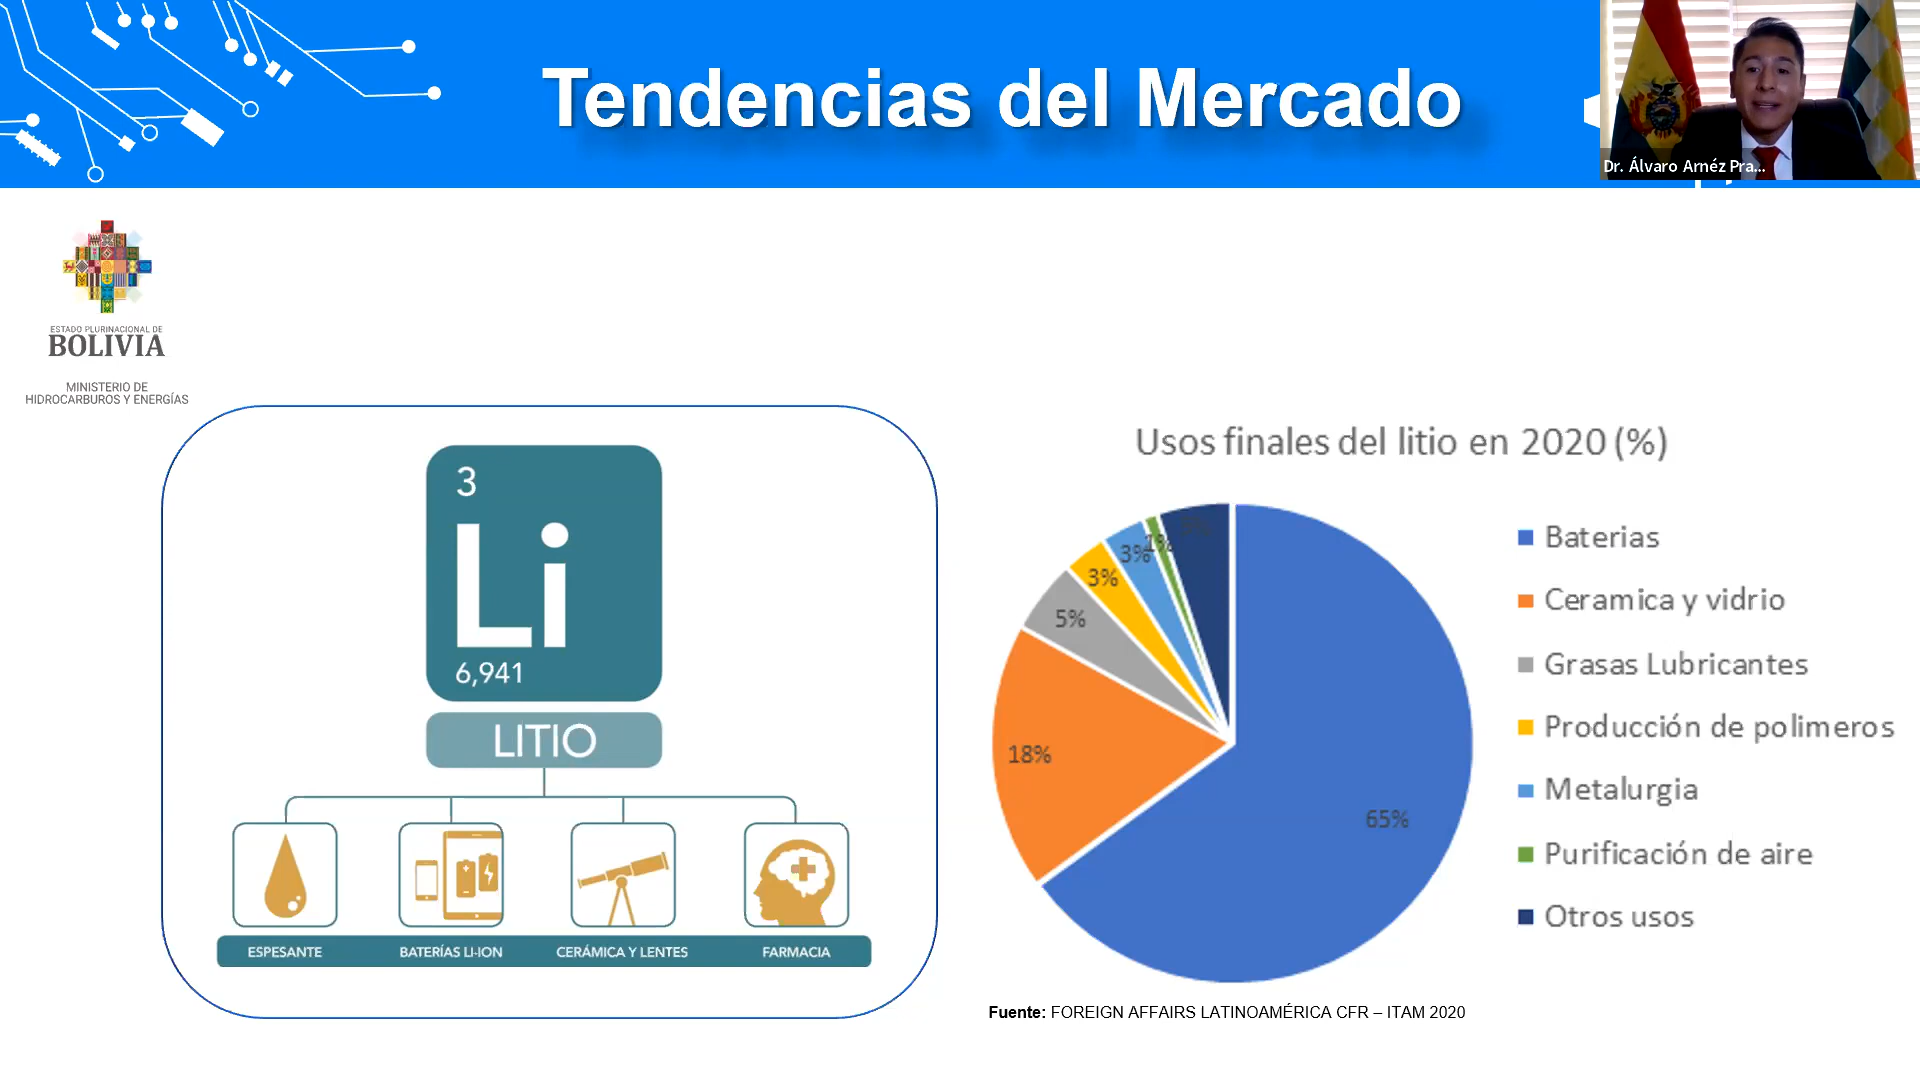 Tendencias del Mercado
Dr. Álvaro Arnéz Pra...
ESTADO PLURINACIONAL DE
BOLIVIA
MINISTERIO DE
HIDROCARBUROS Y ENERGÍAS
3
Li
6,941
LITIO
ESPESANTE
BATERÍAS LI-ION
CERÁMICA Y LENTES
FARMACIA
Usos finales del litio en 2020 (%)
65%
18%
5%
3%
3%
1%
5%
Baterias
Ceramica y vidrio
Grasas Lubricantes
Producción de polimeros
Metalurgia
Purificación de aire
Otros usos
Fuente: FOREIGN AFFAIRS LATINOAMÉRICA CFR – ITAM 2020